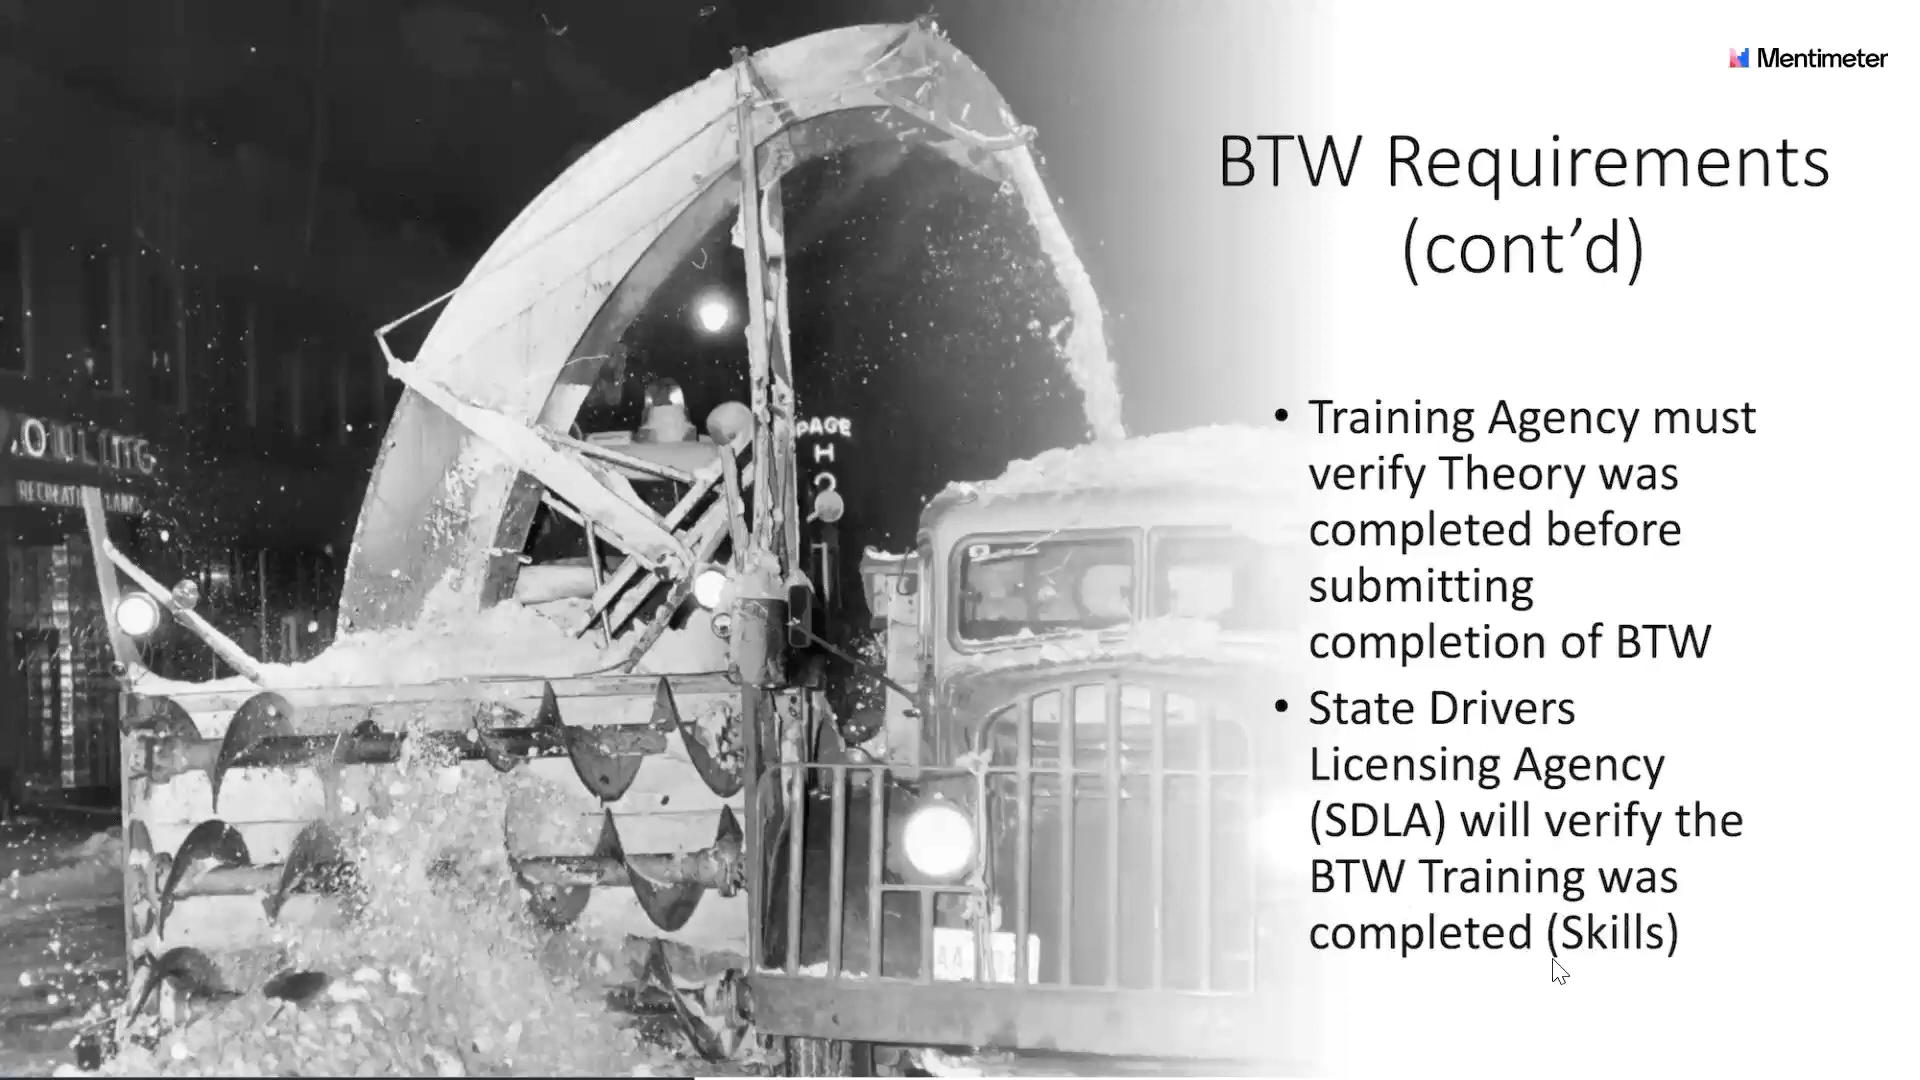 Mentimeter
BTW Requirements
(cont’d)
• Training Agency must
verify Theory was
completed before
submitting
completion of BTW
• State Drivers
Licensing Agency
(SDLA) will verify the
BTW Training was
completed (Skills)
PAGE
H